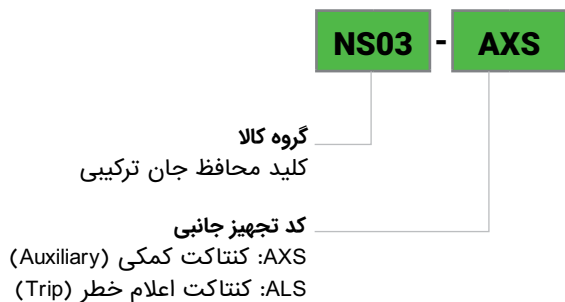 NS03 - AXS
گروه کالا
کلید محافظ جان ترکیبی
کد تجهیز جانبی
AXS: کنتاکت کمکی (Auxiliary)
ALS: کنتاکت اعلام خطر (Trip)